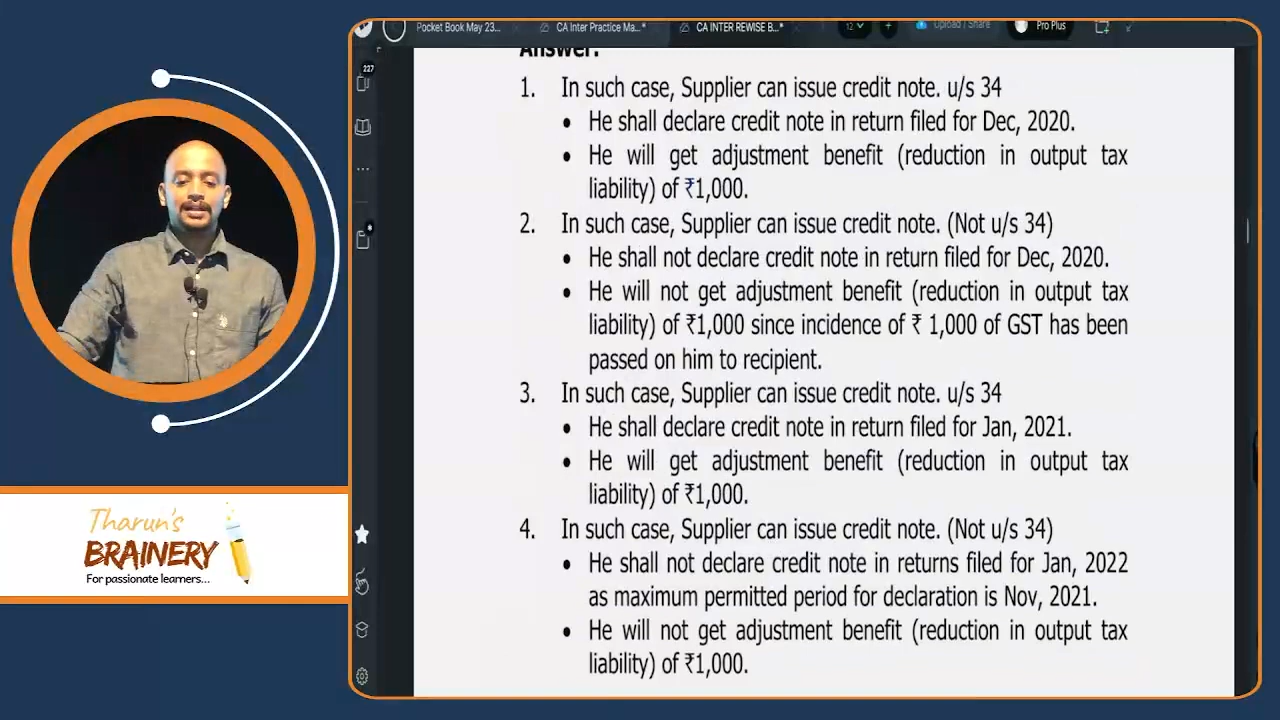 Pocket Book May 23...
CA Inter Practice Ma...*
CA INTER REWISE B...*
12
Upload / Share
Pro Plus
227
Answer:
1. In such case, Supplier can issue credit note. u/s 34
• He shall declare credit note in return filed for Dec, 2020.
• He will get adjustment benefit (reduction in output tax
liability) of ₹1,000.
2. In such case, Supplier can issue credit note. (Not u/s 34)
• He shall not declare credit note in return filed for Dec, 2020.
• He will not get adjustment benefit (reduction in output tax
liability) of ₹1,000 since incidence of ₹ 1,000 of GST has been
passed on him to recipient.
3. In such case, Supplier can issue credit note. u/s 34
• He shall declare credit note in return filed for Jan, 2021.
• He will get adjustment benefit (reduction in output tax
liability) of ₹1,000.
4. In such case, Supplier can issue credit note. (Not u/s 34)
• He shall not declare credit note in returns filed for Jan, 2022
as maximum permitted period for declaration is Nov, 2021.
• He will not get adjustment benefit (reduction in output tax
liability) of ₹1,000.
Tharun's
BRAINERY
For passionate learners...